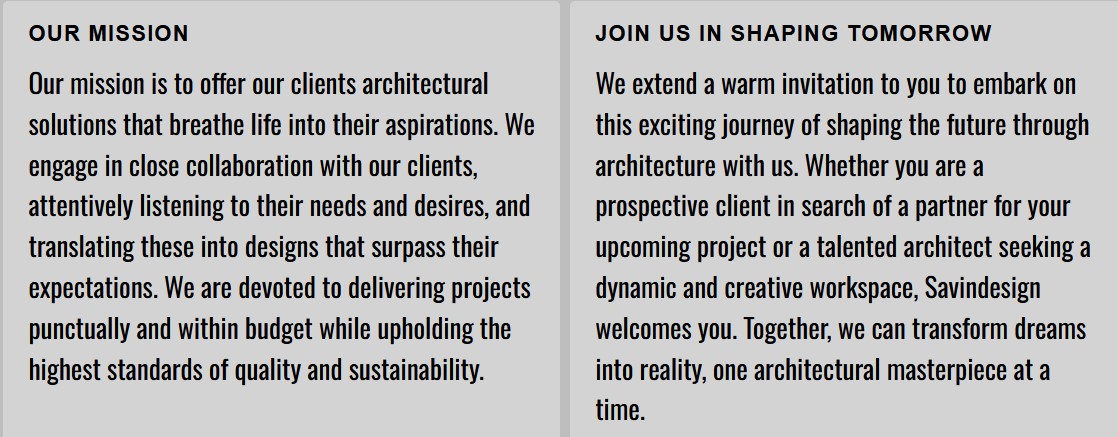 OUR MISSION
Our mission is to offer our clients architectural
solutions that breathe life into their aspirations. We
engage in close collaboration with our clients,
attentively listening to their needs and desires, and
translating these into designs that surpass their
expectations. We are devoted to delivering projects
punctually and within budget while upholding the
highest standards of quality and sustainability.
JOIN US IN SHAPING TOMORROW
We extend a warm invitation to you to embark on
this exciting journey of shaping the future through
architecture with us. Whether you are a
prospective client in search of a partner for your
upcoming project or a talented architect seeking a
dynamic and creative workspace, Savindesign
welcomes you. Together, we can transform dreams
into reality, one architectural masterpiece at a
time.